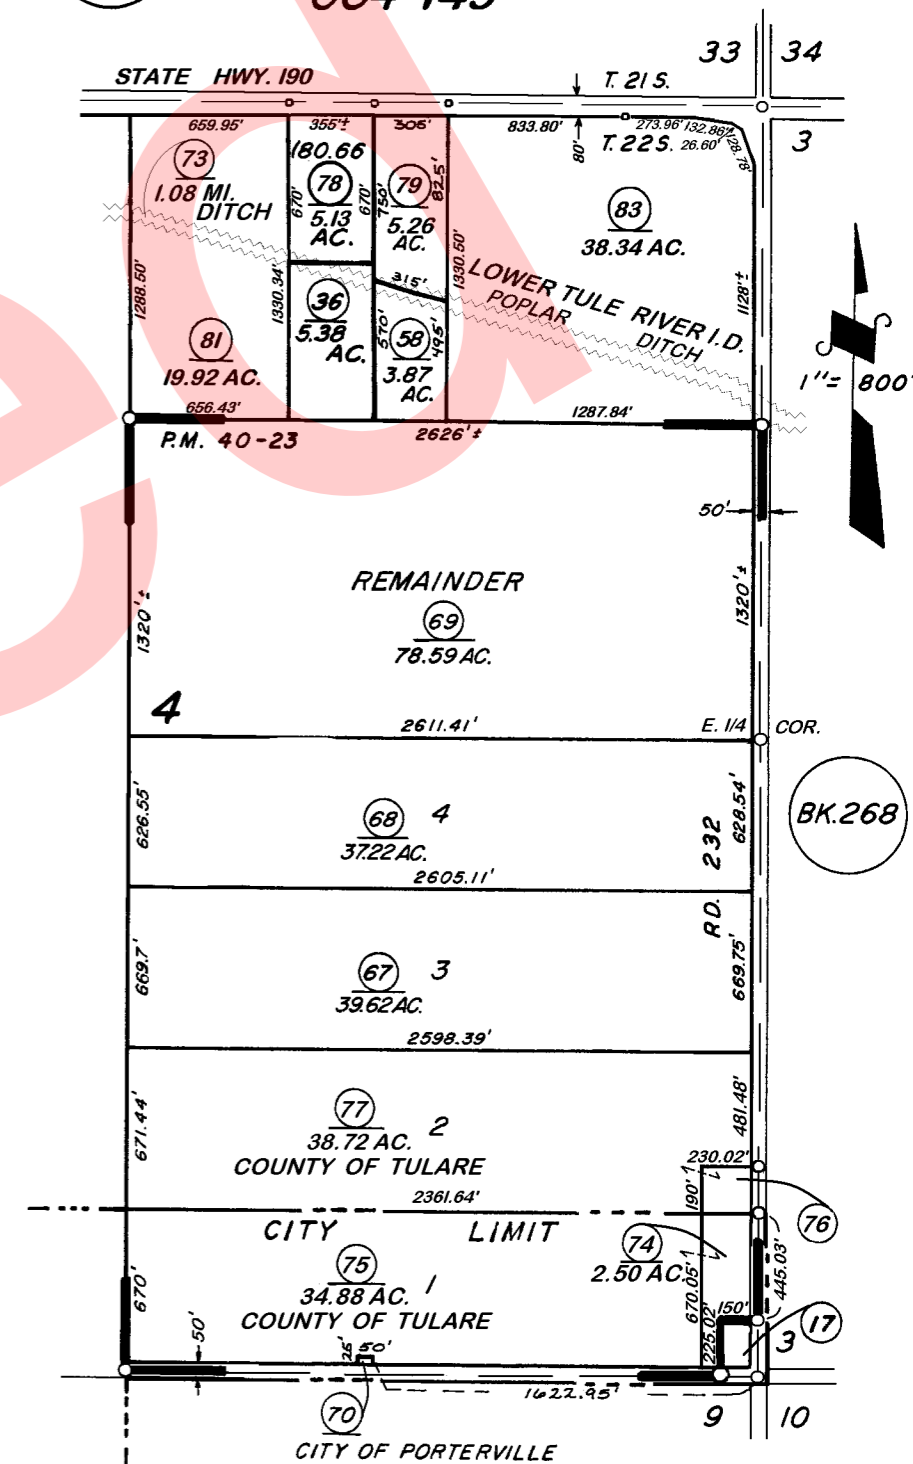 33 34
STATE HWY. 190
T. 21 S.
659.95'
355'±
305'
833.80'
80'
T. 22 S.
273.96'
132.86'
26.60'
128.78'
3
73
1.08 MI.
DITCH
180.66
78
5.13
AC.
670'
670'
750'
79
5.26
AC.
825'
83
38.34 AC.
1288.50'
1330.34'
1330.50'
1128'±
315'
LOWER TULE RIVER I.D.
POPLAR
DITCH
36
5.38
AC.
570'
58
3.87
AC.
495'
81
19.92 AC.
1"= 800'
656.43'
1287.84'
P.M. 40-23
2626'±
50'
REMAINDER
69
78.59 AC.
1320'±
1320'±
4
2611.41'
E. 1/4 COR.
626.55'
68 4
37.22 AC.
628.54'
RD. 232
BK.268
2605.11'
669.7'
67 3
39.62 AC.
669.75'
2598.39'
671.44'
77 2
38.72 AC.
COUNTY OF TULARE
481.48'
230.02'
190'
76
2361.64'
CITY LIMIT
74
2.50 AC.
670'
75 1
34.88 AC.
COUNTY OF TULARE
670.05'
445.03'
150'
225.02'
17
3
50'
25'
50'
1622.95'
70
9 10
CITY OF PORTERVILLE